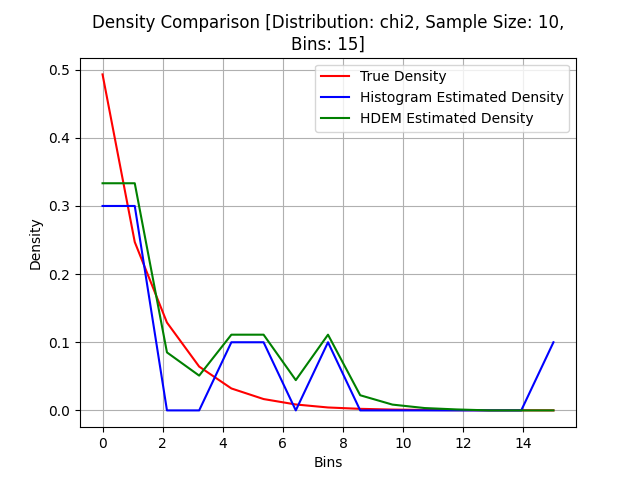 Density Comparison [Distribution: chi2, Sample Size: 10,
Bins: 15]
True Density
Histogram Estimated Density
HDEM Estimated Density
Density
0.5
0.4
0.3
0.2
0.1
0.0
0 2 4 6 8 10 12 14
Bins